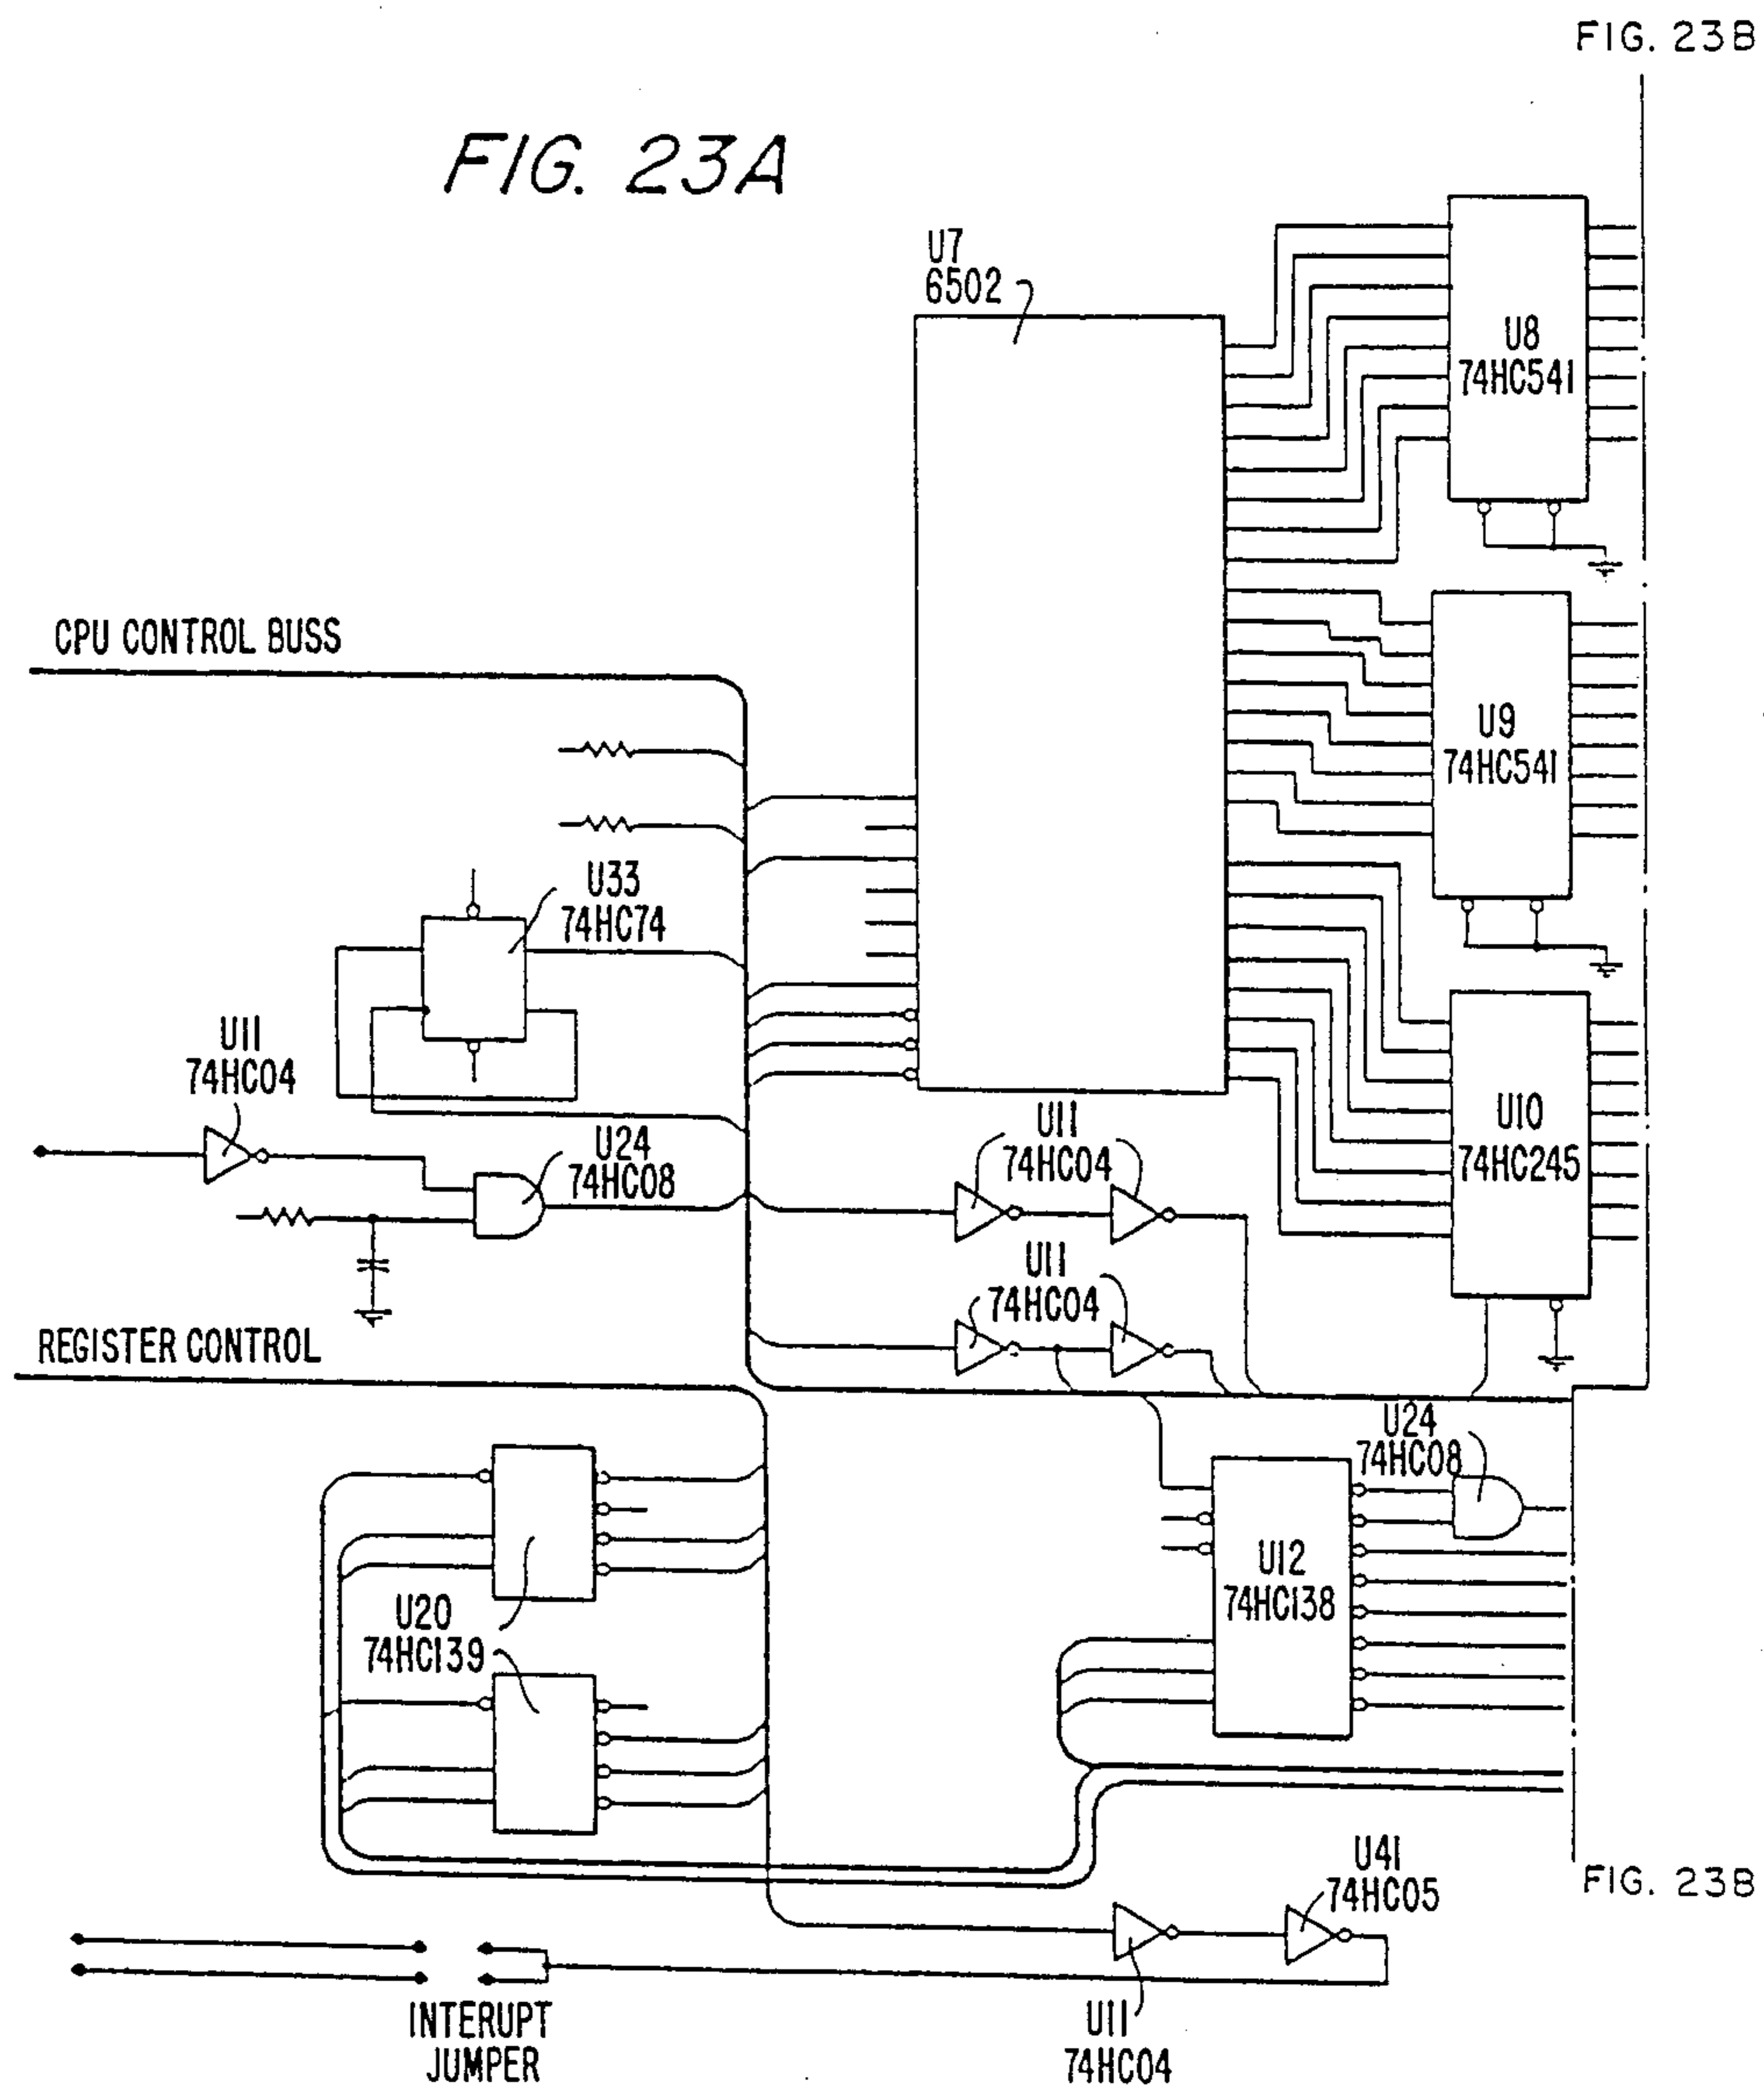 FIG. 23B
FIG. 23A
U7
6502
U8
74HC541
CPU CONTROL BUSS
U9
74HC541
U33
74HC74
U11
74HC04
U24
74HC08
U11
74HC04
U10
74HC245
U11
74HC04
REGISTER CONTROL
U24
74HC08
U12
74HC138
U20
74HC139
U41
74HC05
FIG. 23B
INTERUPT
JUMPER
U11
74HC04